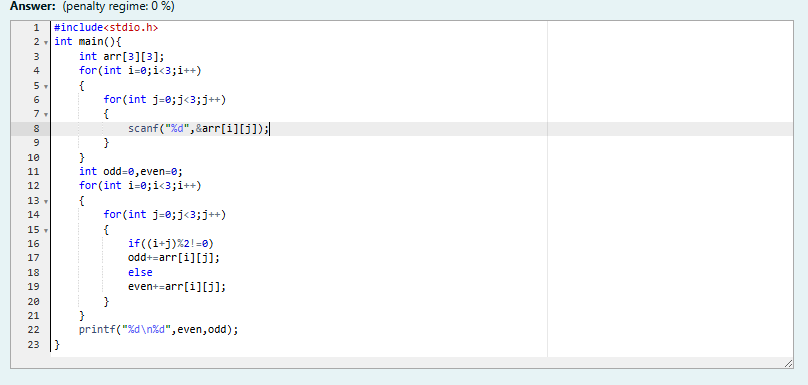 Answer: (penalty regime: 0 %)
1 #include<stdio.h>
2 int main(){
3     int arr[3][3];
4     for(int i=0;i<3;i++)
5     {
6         for(int j=0;j<3;j++)
7         {
8             scanf("%d",&arr[i][j]);
9         }
10     }
11     int odd=0,even=0;
12     for(int i=0;i<3;i++)
13     {
14         for(int j=0;j<3;j++)
15         {
16             if((i+j)%2!=0)
17             odd+=arr[i][j];
18             else
19             even+=arr[i][j];
20         }
21     }
22     printf("%d\n%d",even,odd);
23 }